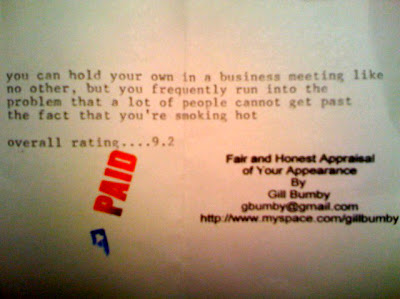 you can hold your own in a business meeting like
no other, but you frequently run into the
problem that a lot of people cannot get past
the fact that you're smoking hot
overall rating....9.2
PAID
Fair and Honest Appraisal
of Your Appearance
By
Gill Bumby
gbumby@gmail.com
http://www.myspace.com/gillbumby